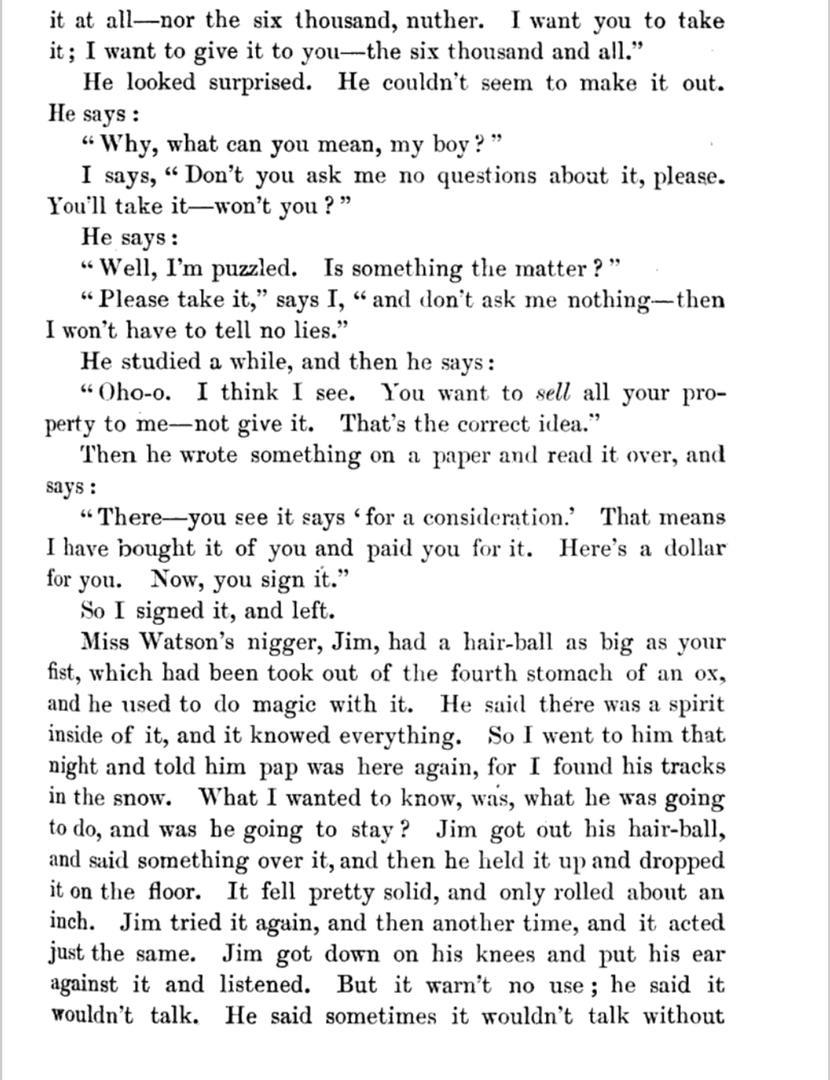 it at all—nor the six thousand, nuther. I want you to take
it; I want to give it to you—the six thousand and all.”
He looked surprised. He couldn’t seem to make it out.
He says:
“Why, what can you mean, my boy?”
I says, “Don’t you ask me no questions about it, please.
You’ll take it—won’t you?”
He says:
“Well, I’m puzzled. Is something the matter?”
“Please take it,” says I, “and don’t ask me nothing—then
I won’t have to tell no lies.”
He studied a while, and then he says:
“Oho-o. I think I see. You want to sell all your pro-
perty to me—not give it. That’s the correct idea.”
Then he wrote something on a paper and read it over, and
says:
“There—you see it says ‘for a consideration.’ That means
I have bought it of you and paid you for it. Here’s a dollar
for you. Now, you sign it.”
So I signed it, and left.
Miss Watson’s nigger, Jim, had a hair-ball as big as your
fist, which had been took out of the fourth stomach of an ox,
and he used to do magic with it. He said there was a spirit
inside of it, and it knowed everything. So I went to him that
night and told him pap was here again, for I found his tracks
in the snow. What I wanted to know, was, what he was going
to do, and was he going to stay? Jim got out his hair-ball,
and said something over it, and then he held it up and dropped
it on the floor. It fell pretty solid, and only rolled about an
inch. Jim tried it again, and then another time, and it acted
just the same. Jim got down on his knees and put his ear
against it and listened. But it warn’t no use; he said it
wouldn’t talk. He said sometimes it wouldn’t talk without